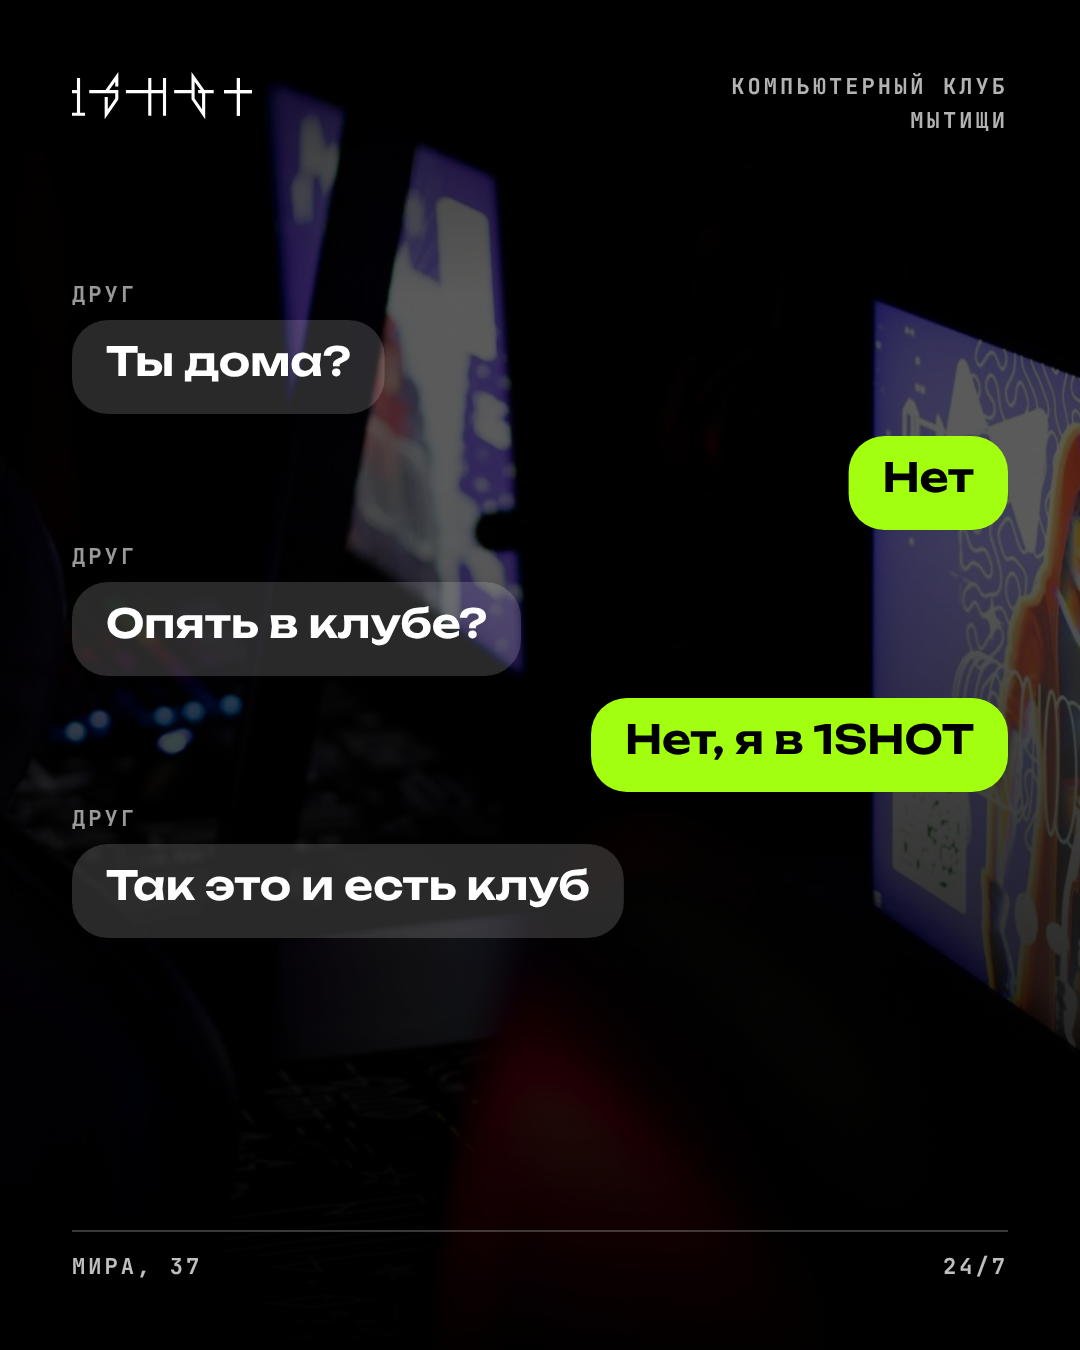 1SHOT
КОМПЬЮТЕРНЫЙ КЛУБ
МЫТИЩИ
ДРУГ
Ты дома?
Нет
ДРУГ
Опять в клубе?
Нет, я в 1SHOT
ДРУГ
Так это и есть клуб
МИРА, 37
24/7